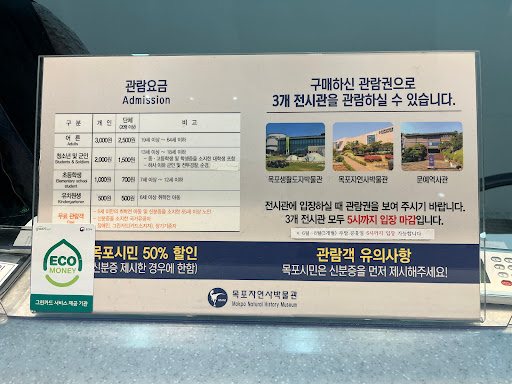 관람요금
Admission
구 분 개 인 단체 비 고
어 른 3,000원 2,500원 19세 이상 ~ 64세 이하
Adults
청소년 및 군인 2,000원 1,500원 13세 이상 ~ 18세 이하
Students & Soldiers
초등학생 1,000원 700원 7세 이상 ~ 12세 이하
Elementary school student
유치원생 500원 500원 6세 이하
Kindergartener
무료 관람객
목포시민 50% 할인
신분증 제시한 경우에 한함)
ECO
MONEY
그린카드 서비스 제공 기관
구매하신 관람권으로
3개 전시관을 관람하실 수 있습니다.
목포생활도자박물관 목포자연사박물관 문예역사관
전시관에 입장하실 때 관람권을 보여 주시기 바랍니다.
3개 전시관 모두 5시까지 입장 마감입니다.
관람객 유의사항
목포시민은 신분증을 먼저 제시해주세요!
목포자연사박물관
Mokpo Natural History Museum